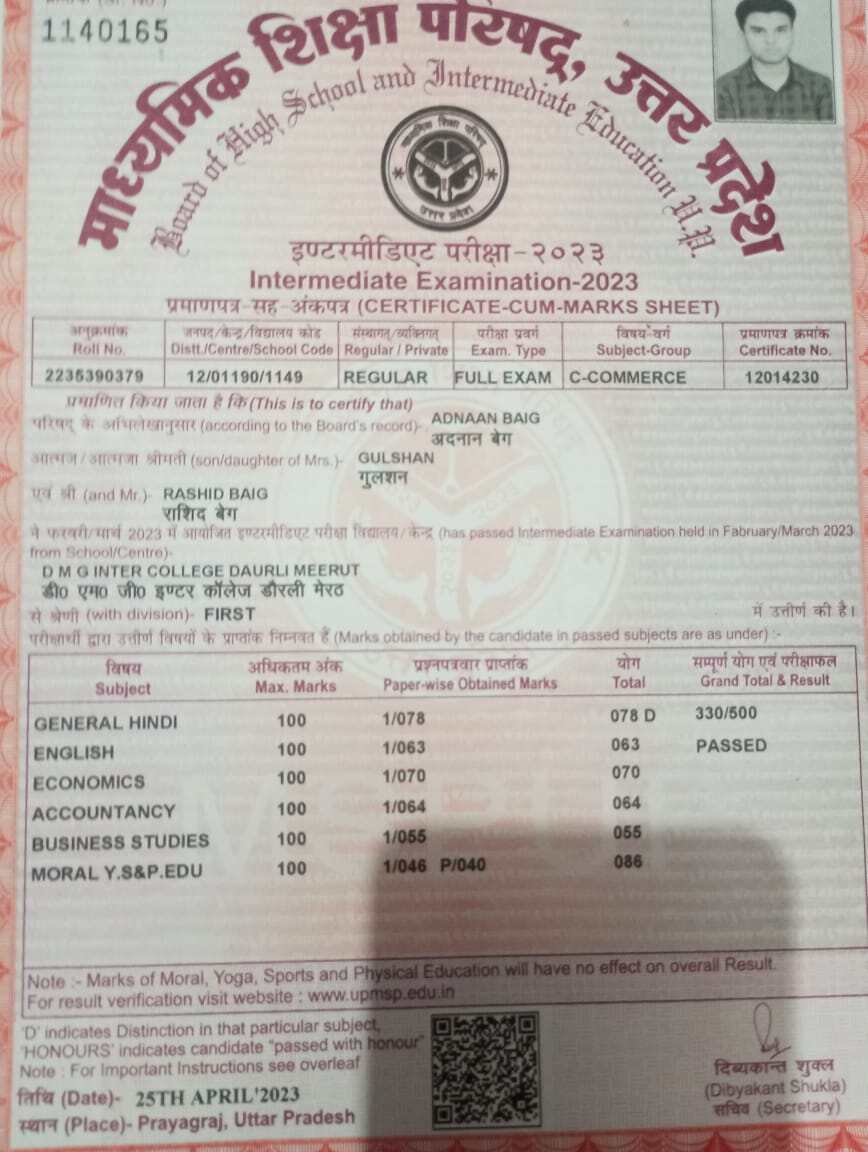 1140165
माध्यमिक शिक्षा परिषद्, उत्तर प्रदेश
Board of High School and Intermediate Education U.P.
माध्यमिक शिक्षा परिषद्
उत्तर प्रदेश
इण्टरमीडिएट परीक्षा-२०२३
Intermediate Examination-2023
प्रमाणपत्र-सह-अंकपत्र (CERTIFICATE-CUM-MARKS SHEET)
अनुक्रमांक जनपद/केन्द्र/विद्यालय कोड संस्थागत/व्यक्तिगत परीक्षा प्रवर्ग विषय वर्ग प्रमाणपत्र क्रमांक
Roll No. Distt./Centre/School Code Regular / Private Exam. Type Subject-Group Certificate No.
2235390379 12/01190/1149 REGULAR FULL EXAM C-COMMERCE 12014230
प्रमाणित किया जाता है कि (This is to certify that)
परिषद् के अभिलेखानुसार (according to the Board's record)- ADNAAN BAIG
अदनान बेग
आत्मज/आत्मजा श्रीमती (son/daughter of Mrs.)- GULSHAN
गुलशन
एवं श्री (and Mr.)- RASHID BAIG
राशिद बेग
ने फरवरी/मार्च 2023 में आयोजित इण्टरमीडिएट परीक्षा विद्यालय/केन्द्र (has passed Intermediate Examination held in Fabruary/March 2023
from School/Centre)-
D M G INTER COLLEGE DAURLI MEERUT
डी0 एम0 जी0 इण्टर कॉलेज डौरली मेरठ
से श्रेणी (with division)- FIRST में उत्तीर्ण की है।
परीक्षार्थी द्वारा उत्तीर्ण विषयों के प्राप्तांक निम्नवत हैं (Marks obtained by the candidate in passed subjects are as under) :-
विषय अधिकतम अंक प्रश्नपत्रवार प्राप्तांक योग सम्पूर्ण योग एवं परीक्षाफल
Subject Max. Marks Paper-wise Obtained Marks Total Grand Total & Result
GENERAL HINDI 100 1/078 078 D 330/500
ENGLISH 100 1/063 063 PASSED
ECONOMICS 100 1/070 070
ACCOUNTANCY 100 1/064 064
BUSINESS STUDIES 100 1/055 055
MORAL Y.S&P.EDU 100 1/046 P/040 086
Note :- Marks of Moral, Yoga, Sports and Physical Education will have no effect on overall Result.
For result verification visit website : www.upmsp.edu.in
'D' indicates Distinction in that particular subject,
'HONOURS' indicates candidate "passed with honour"
Note : For Important Instructions see overleaf
तिथि (Date)- 25TH APRIL'2023
स्थान (Place)- Prayagraj, Uttar Pradesh
दिब्यकान्त शुक्ल
(Dibyakant Shukla)
सचिव (Secretary)